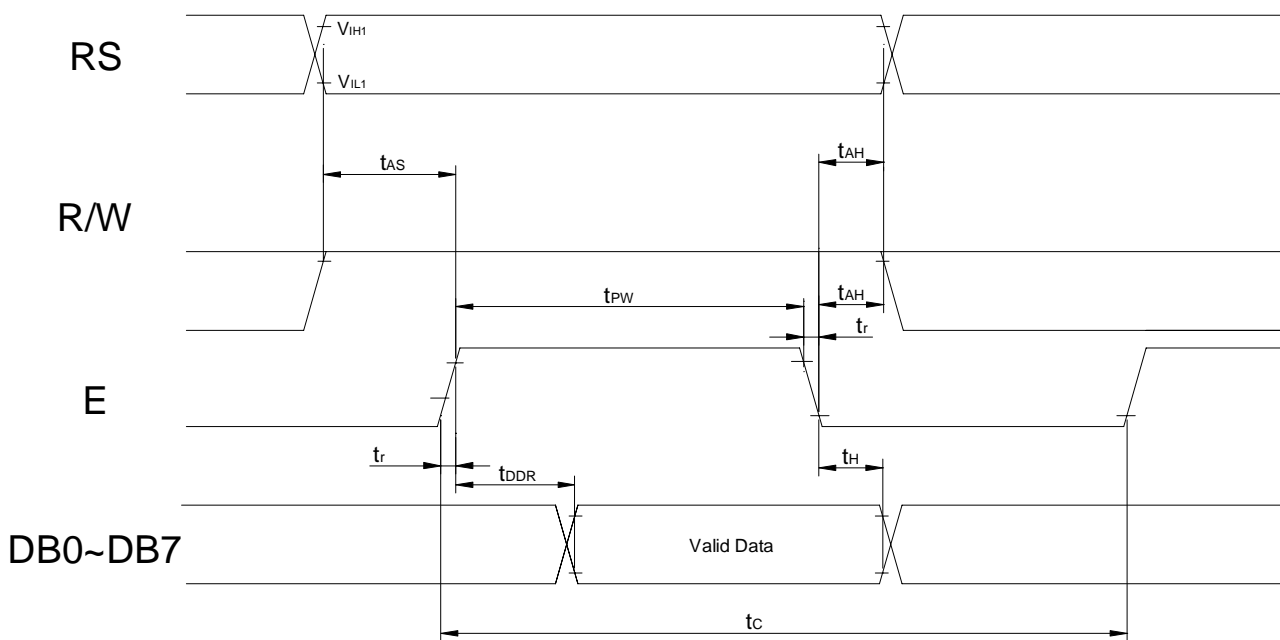 RS
VIH1
VIL1
tAS
tAH
R/W
tPW
tAH
tr
E
tr
tDDR
tH
DB0~DB7
Valid Data
tC